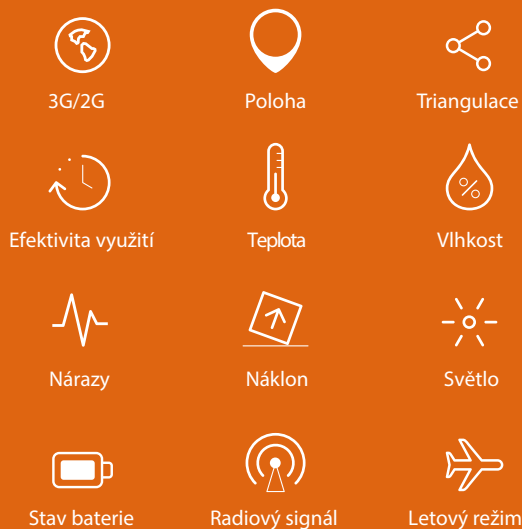 3G/2G
Poloha
Triangulace
Efektivita využití
Teplota
%
Vlhkost
Nárazy
Náklon
Světlo
Stav baterie
Radiový signál
Letový režim